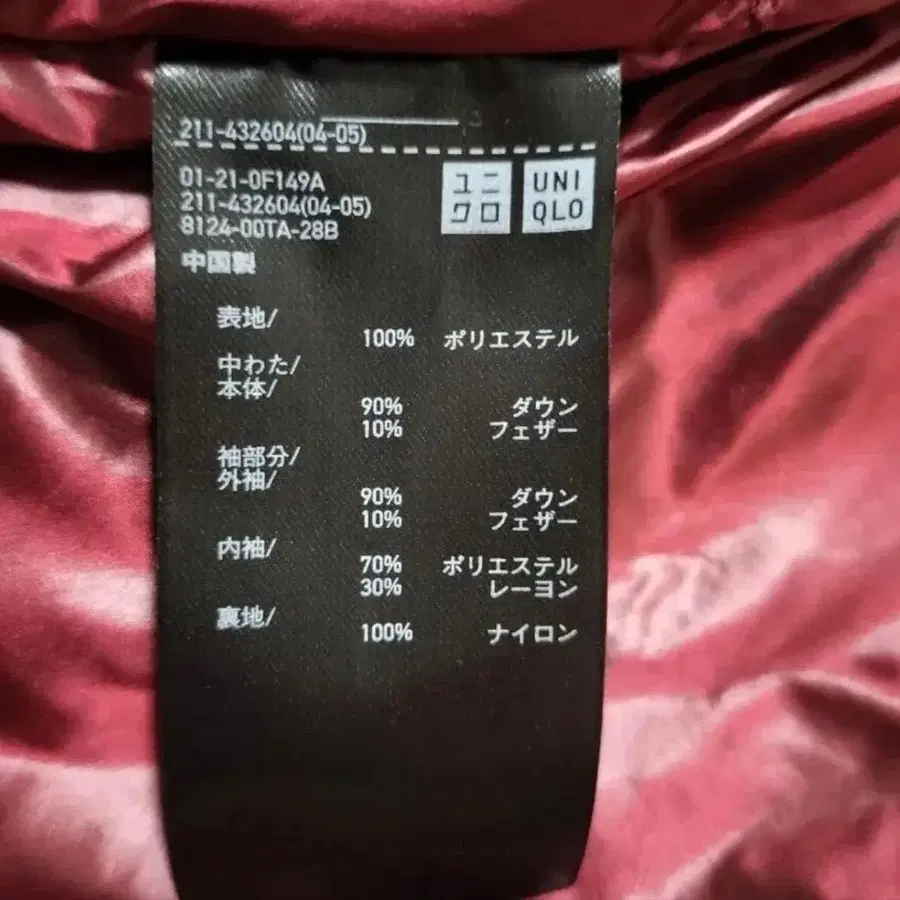 211-432604(04-05)
01-21-0F149A
211-432604(04-05)
8124-00TA-28B
ユニ
クロ
UNI
QLO
中国製
表地/
100% ポリエステル
中わた/
本体/
90% ダウン
10% フェザー
袖部分/
外袖/
90% ダウン
10% フェザー
内袖/
70% ポリエステル
30% レーヨン
裏地/
100% ナイロン